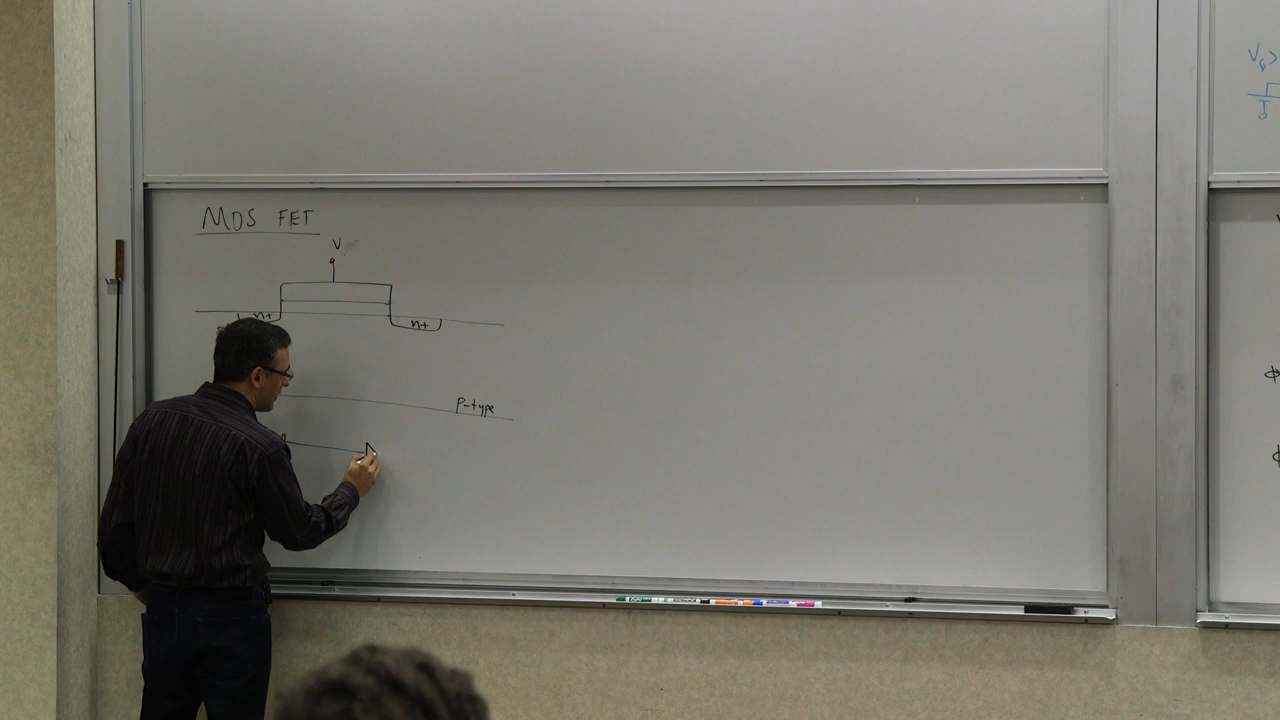 MOS FET
V
n+
n+
P-type